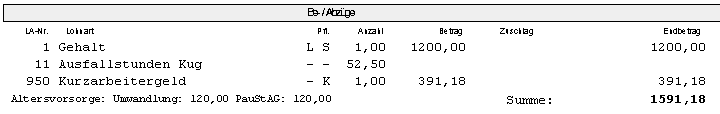 Be-/Abzüge
LA-Nr. Lohnart Pfl. Anzahl Betrag Zuschlag Endbetrag
1 Gehalt L S 1,00 1200,00 1200,00
11 Ausfallstunden Kug - - 52,50
950 Kurzarbeitergeld - K 1,00 391,18 391,18
Altersvorsorge: Umwandlung: 120,00 PauStAG: 120,00 Summe: 1591,18